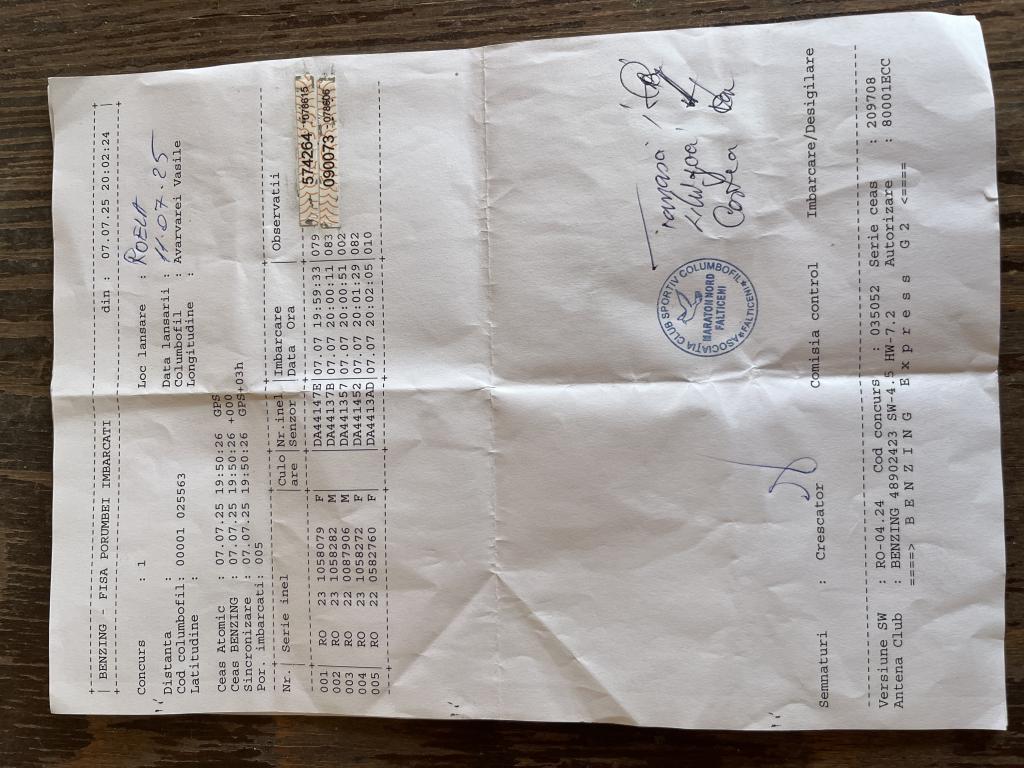 BENZING - FISA PORUMBEI IMBARCATI din : 07.07.25 20:02:24
Concurs : 1 Loc lansare : ROELA
Distanta : Data lansarii : 11.07.25
Cod columbofil: 00001 025563 Columbofil : Avarvarei Vasile
Latitudine : Longitudine :
Ceas Atomic : 07.07.25 19:50:26 GPS
Ceas BENZING : 07.07.25 19:50:26 +000
Sincronizare : 07.07.25 19:50:26 GPS+03h
Por. imbarcati: 005
Nr. | Serie inel |Culo|Nr.inel|Imbarcare |Observatii
|are |Senzor |Data Ora
001 | RO 23 1058079 F | |DA44147E|07.07 19:59:33|079
002 | RO 23 1058282 M | |DA44137B|07.07 20:00:11|083
003 | RO 22 0087906 M | |DA441357|07.07 20:00:51|002
004 | RO 23 1058272 F | |DA441452|07.07 20:01:29|082
005 | RO 22 0582760 F | |DA4413AD|07.07 20:02:05|010
574264 078615
090073 078606
ASOCIATIA CLUB SPORTIV COLUMBOFIL
MARATON NORD
FALTICENI
FALTICENI
Semnaturi : Crescator Comisia control Imbarcare/Desigilare
Versiune SW : RO-04.24 Cod concurs : 035052 Serie ceas : 209708
Antena Club : BENZING 48902423 SW-4.5 HW-7.2 Autorizare : 80001ECC
====> B E N Z I N G E x p r e s s G 2 <====